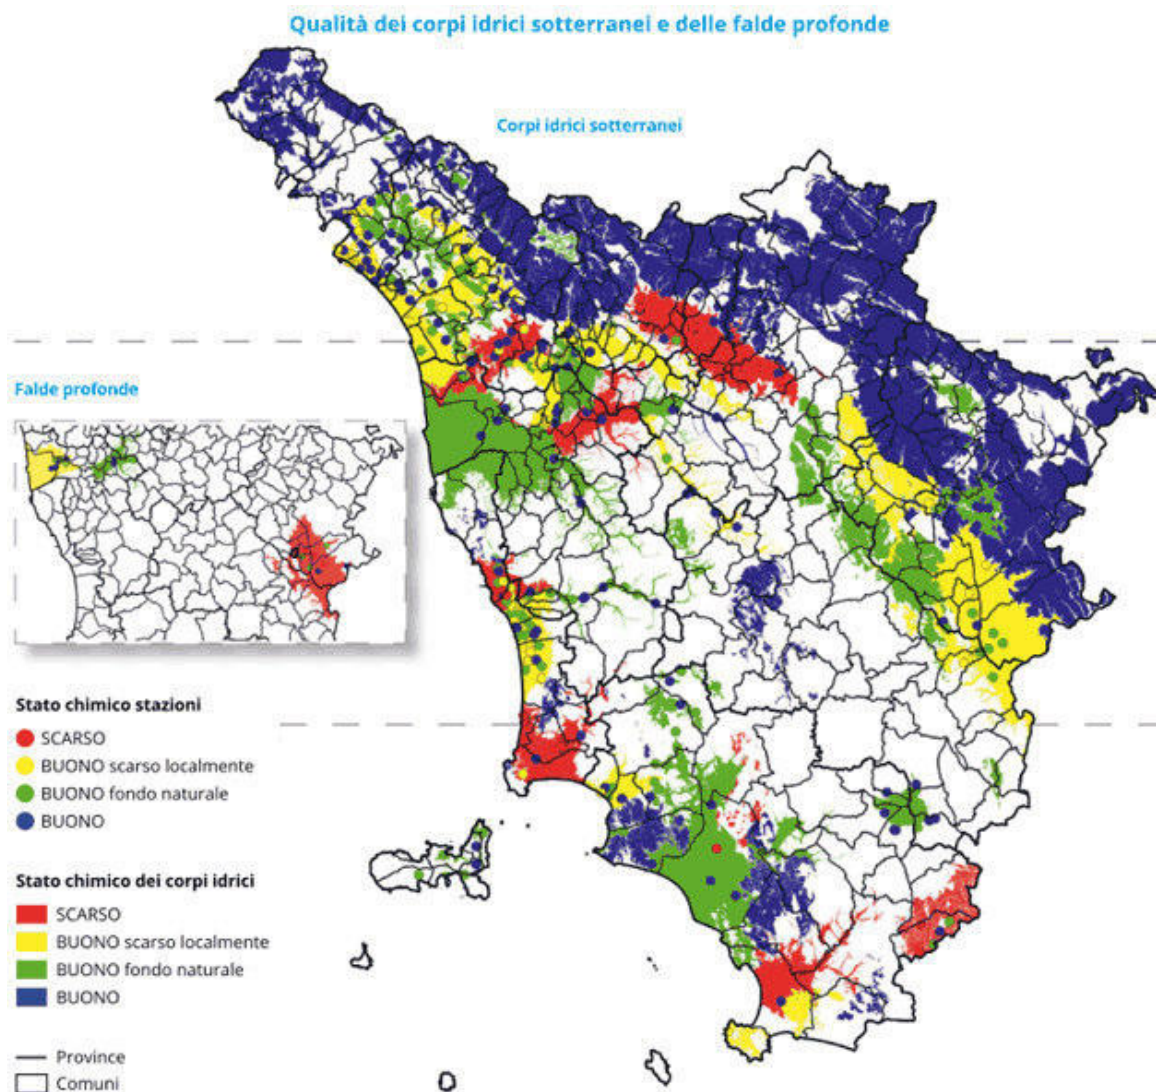 Qualità dei corpi idrici sotterranei e delle falde profonde
Corpi idrici sotterranei
Falde profonde
Stato chimico stazioni
SCARSO
BUONO scarso localmente
BUONO fondo naturale
BUONO
Stato chimico dei corpi idrici
SCARSO
BUONO scarso localmente
BUONO fondo naturale
BUONO
Province
Comuni